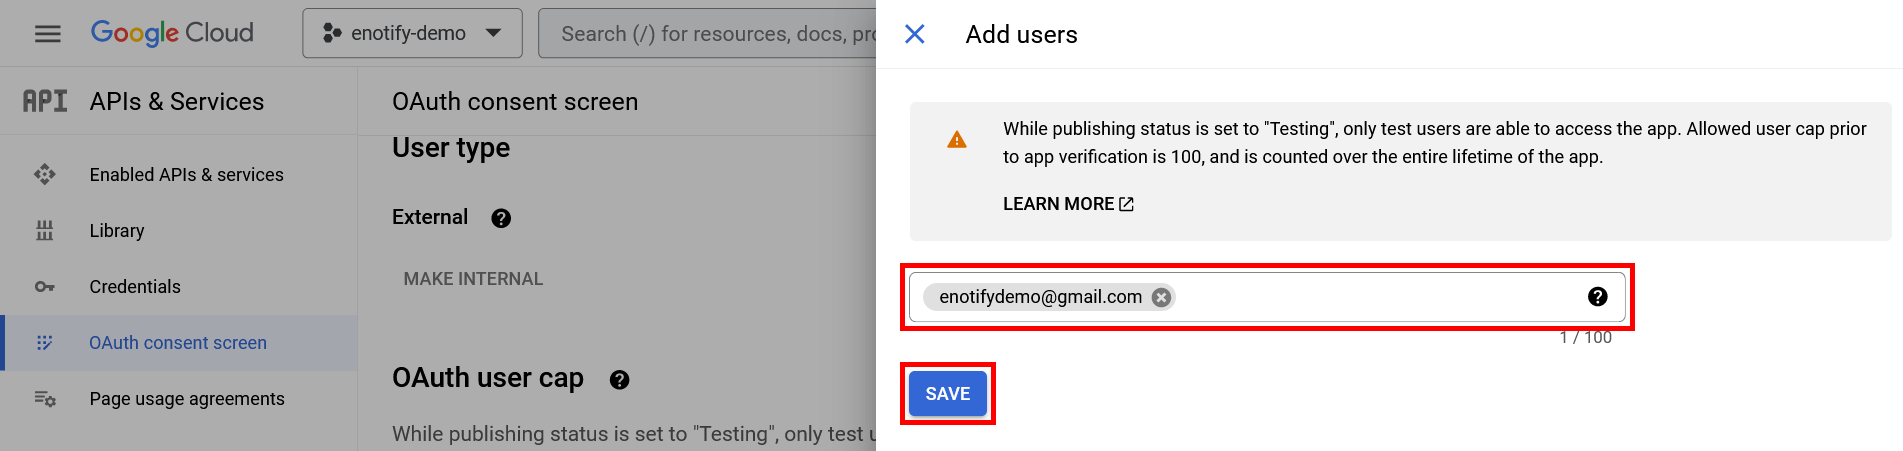 Google Cloud
enotify-demo
Search (/) for resources, docs, pro
API
APIs & Services
Enabled APIs & services
Library
Credentials
OAuth consent screen
Page usage agreements
OAuth consent screen
User type
External
MAKE INTERNAL
OAuth user cap
While publishing status is set to "Testing", only test u
Add users
While publishing status is set to "Testing", only test users are able to access the app. Allowed user cap prior
to app verification is 100, and is counted over the entire lifetime of the app.
LEARN MORE
enotifydemo@gmail.com
1 / 100
SAVE